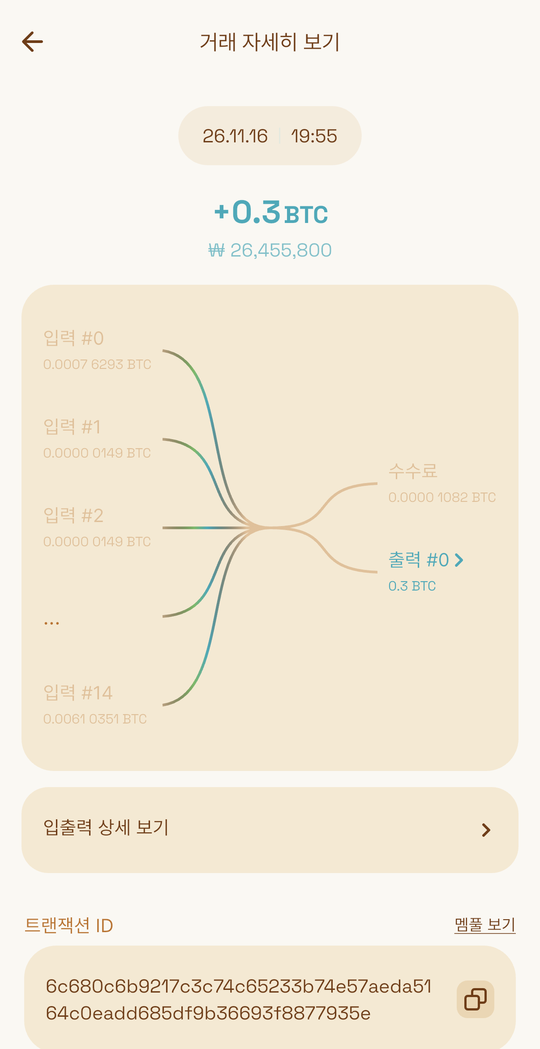 거래 자세히 보기
26.11.16 19:55
+0.3 BTC
₩ 26,455,800
입력 #0
0.0007 6293 BTC
입력 #1
0.0000 0149 BTC
수수료
0.0000 1082 BTC
입력 #2
0.0000 0149 BTC
출력 #0
0.3 BTC
...
입력 #14
0.0061 0351 BTC
입출력 상세 보기
트랜잭션 ID
멤풀 보기
6c680c6b9217c3c74c65233b74e57aeda51
64c0eadd685df9b36693f8877935e